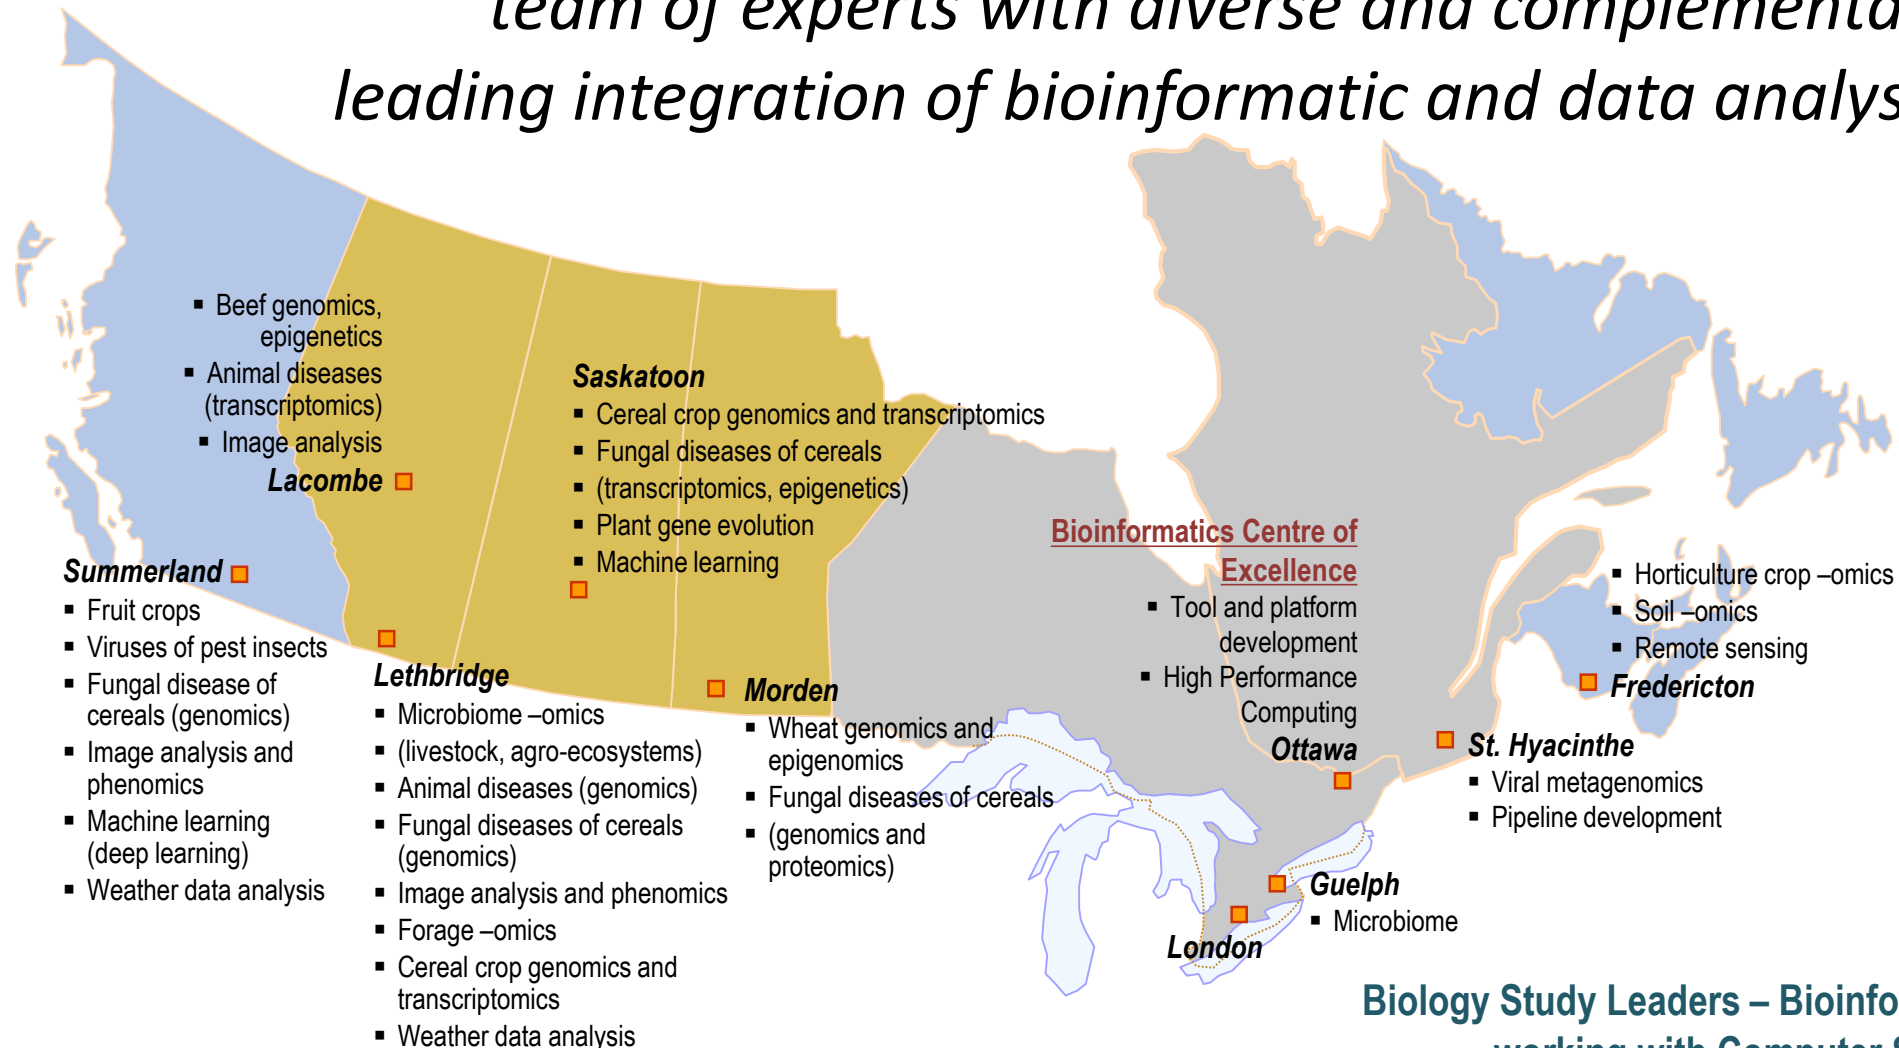 team of experts with diverse and complementa
leading integration of bioinformatic and data analys
▪ Beef genomics,
epigenetics
▪ Animal diseases
(transcriptomics)
▪ Image analysis
Lacombe
Saskatoon
▪ Cereal crop genomics and transcriptomics
▪ Fungal diseases of cereals
▪ (transcriptomics, epigenetics)
▪ Plant gene evolution
▪ Machine learning
Summerland
▪ Fruit crops
▪ Viruses of pest insects
▪ Fungal disease of
cereals (genomics)
▪ Image analysis and
phenomics
▪ Machine learning
(deep learning)
▪ Weather data analysis
Lethbridge
▪ Microbiome –omics
▪ (livestock, agro-ecosystems)
▪ Animal diseases (genomics)
▪ Fungal diseases of cereals
(genomics)
▪ Image analysis and phenomics
▪ Forage –omics
▪ Cereal crop genomics and
transcriptomics
▪ Weather data analysis
Morden
▪ Wheat genomics and
epigenomics
▪ Fungal diseases of cereals
▪ (genomics and
proteomics)
Bioinformatics Centre of
Excellence
▪ Tool and platform
development
▪ High Performance
Computing
Ottawa
▪ Horticulture crop –omics
▪ Soil –omics
▪ Remote sensing
Fredericton
St. Hyacinthe
▪ Viral metagenomics
▪ Pipeline development
Guelph
▪ Microbiome
London
Biology Study Leaders – Bioinfo
working with Computer S